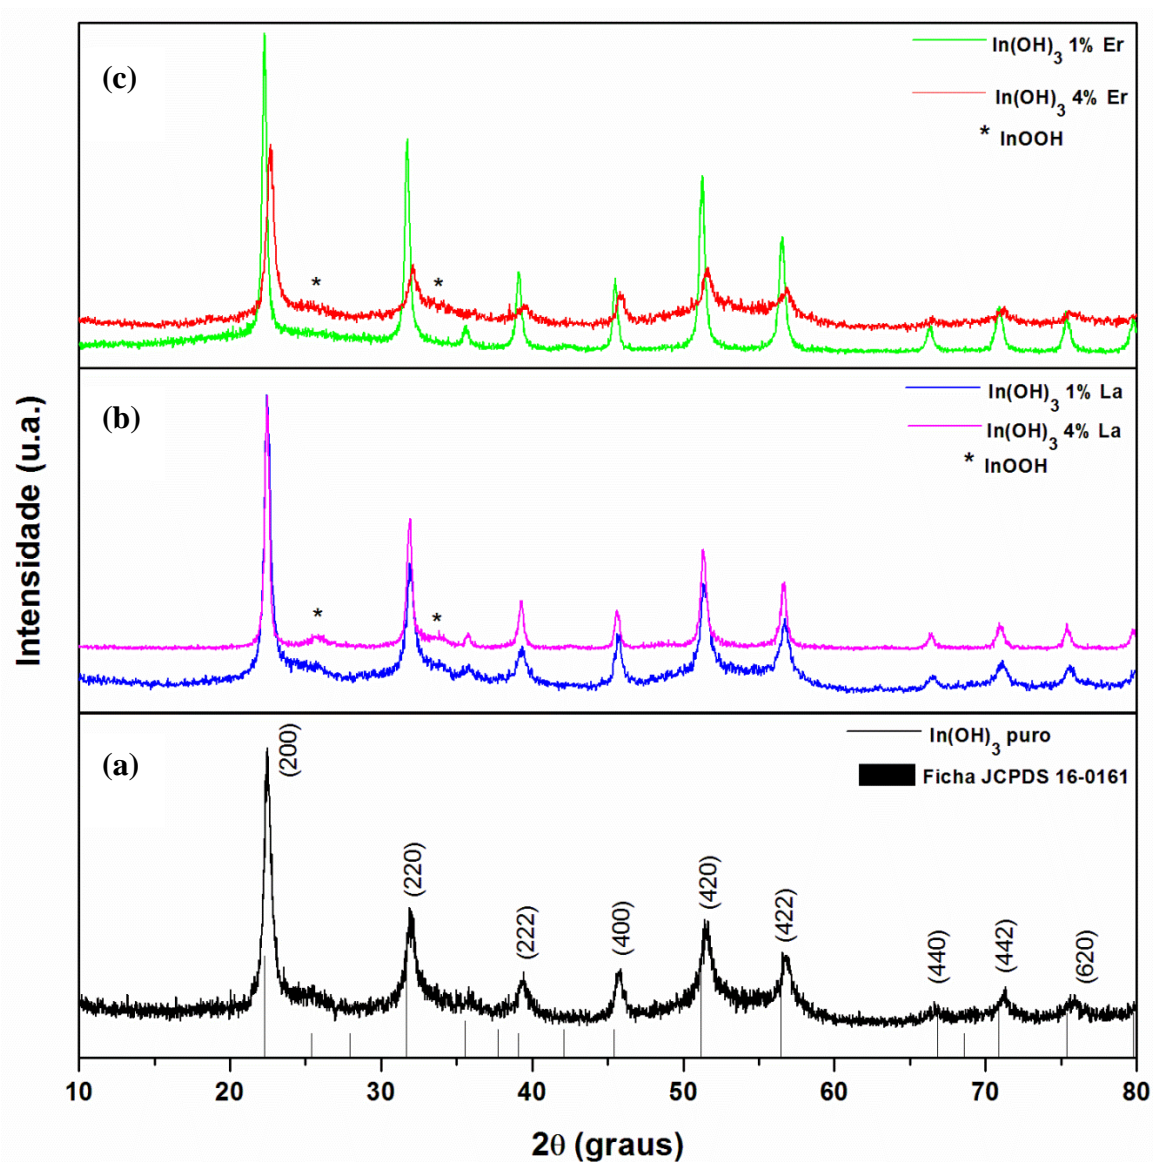 (c)
In(OH)3 1% Er
In(OH)3 4% Er
* InOOH
* *
(b)
In(OH)3 1% La
In(OH)3 4% La
* InOOH
* *
(a)
In(OH)3 puro
Ficha JCPDS 16-0161
(200)
(220)
(222)
(400)
(420)
(422)
(440)
(442)
(620)
Intensidade (u.a.)
10 20 30 40 50 60 70 80
2θ (graus)